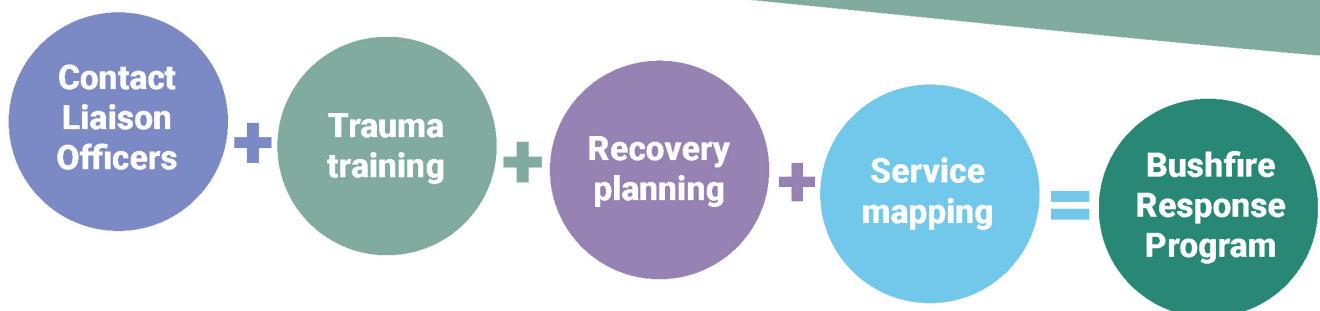 Contact
Liaison
Officers
+
Trauma
training
+
Recovery
planning
+
Service
mapping
=
Bushfire
Response
Program